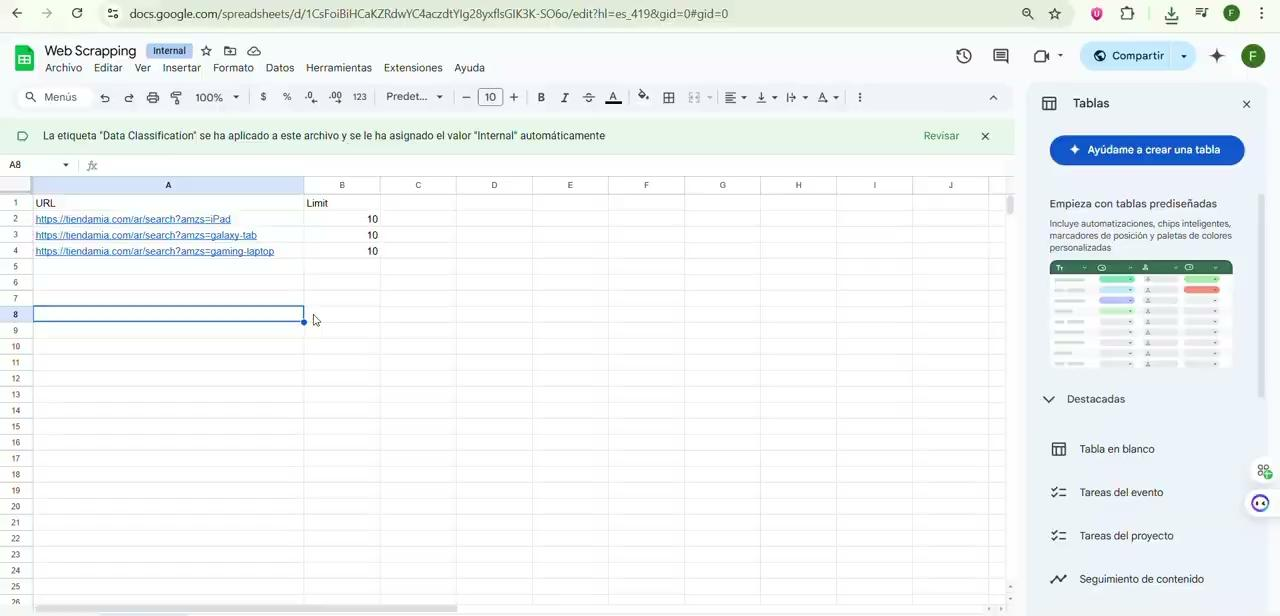 docs.google.com/spreadsheets/d/1CsFoiBiHCaKZRdwYC4aczdtYIg28yxflsGIK3K-SO6o/edit?hl=es_419&gid=0#gid=0
F
Web Scrapping Internal
Archivo Editar Ver Insertar Formato Datos Herramientas Extensiones Ayuda
Compartir
F
Menús 100% $ % .0 .00 123 Predet... − 10 + B I A
La etiqueta "Data Classification" se ha aplicado a este archivo y se le ha asignado el valor "Internal" automáticamente Revisar
A8 fx
A B C D E F G H I J
1 URL Limit
2 https://tiendamia.com/ar/search?amzs=iPad 10
3 https://tiendamia.com/ar/search?amzs=galaxy-tab 10
4 https://tiendamia.com/ar/search?amzs=gaming-laptop 10
5
6
7
8
9
10
11
12
13
14
15
16
17
18
19
20
21
22
23
24
25
26
Tablas
Ayúdame a crear una tabla
Empieza con tablas prediseñadas
Incluye automatizaciones, chips inteligentes,
marcadores de posición y paletas de colores
personalizadas
Tт
Destacadas
Tabla en blanco
Tareas del evento
Tareas del proyecto
Seguimiento de contenido